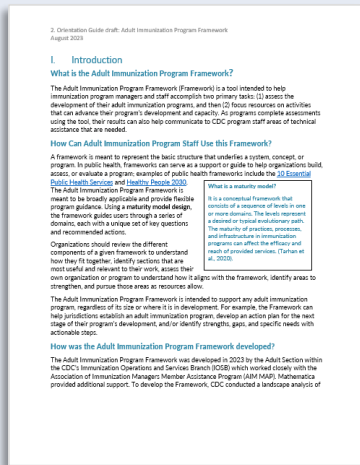 2. Orientation Guide draft: Adult Immunization Program Framework
August 2023
I. Introduction
What is the Adult Immunization Program Framework?
The Adult Immunization Program Framework (Framework) is a tool intended to help
immunization program managers and staff accomplish two primary tasks: (1) assess the
development of their adult immunization programs, and then (2) focus resources on activities
that can advance their program's development and capacity. As programs complete assessments
using the tool, their results can also help communicate to CDC program staff areas of technical
assistance that are needed.
How Can Adult Immunization Program Staff Use this Framework?
A framework is meant to represent the basic structure that underlies a system, concept, or
program. In public health, frameworks can serve as a support or guide to help organizations build,
assess, or evaluate a program; examples of public health frameworks include the 10 Essential
Public Health Services and Healthy People 2030.
The Adult Immunization Program Framework is
meant to be broadly applicable and provide flexible
program guidance. Using a maturity model design,
the framework guides users through a series of
domains, each with a unique set of key questions
and recommended actions.
What is a maturity model?
It is a conceptual framework that
consists of a sequence of levels in one
or more domains. The levels represent
a desired or typical evolutionary path.
The maturity of practices, processes,
and infrastructure in immunization
programs can affect the efficacy and
reach of provided services. (Tarhan et
al., 2020).
Organizations should review the different
components of a given framework to understand
how they fit together, identify sections that are
most useful and relevant to their work, assess their
own organization or program to understand how it aligns with the framework, identify areas to
strengthen, and pursue those areas as resources allow.
The Adult Immunization Program Framework is intended to support any adult immunization
program, regardless of its size or where it is in development. For example, the Framework can
help jurisdictions establish an adult immunization program, develop an action plan for the next
stage of their program's development, and/or identify strengths, gaps, and specific needs with
actionable steps.
How was the Adult Immunization Program Framework developed?
The Adult Immunization Program Framework was developed in 2023 by the Adult Section within
the CDC's Immunization Operations and Services Branch (IOSB) which worked closely with the
Association of Immunization Managers Member Assistance Program (AIM MAP). Mathematica
provided additional support. To develop the Framework, CDC conducted a landscape analysis of